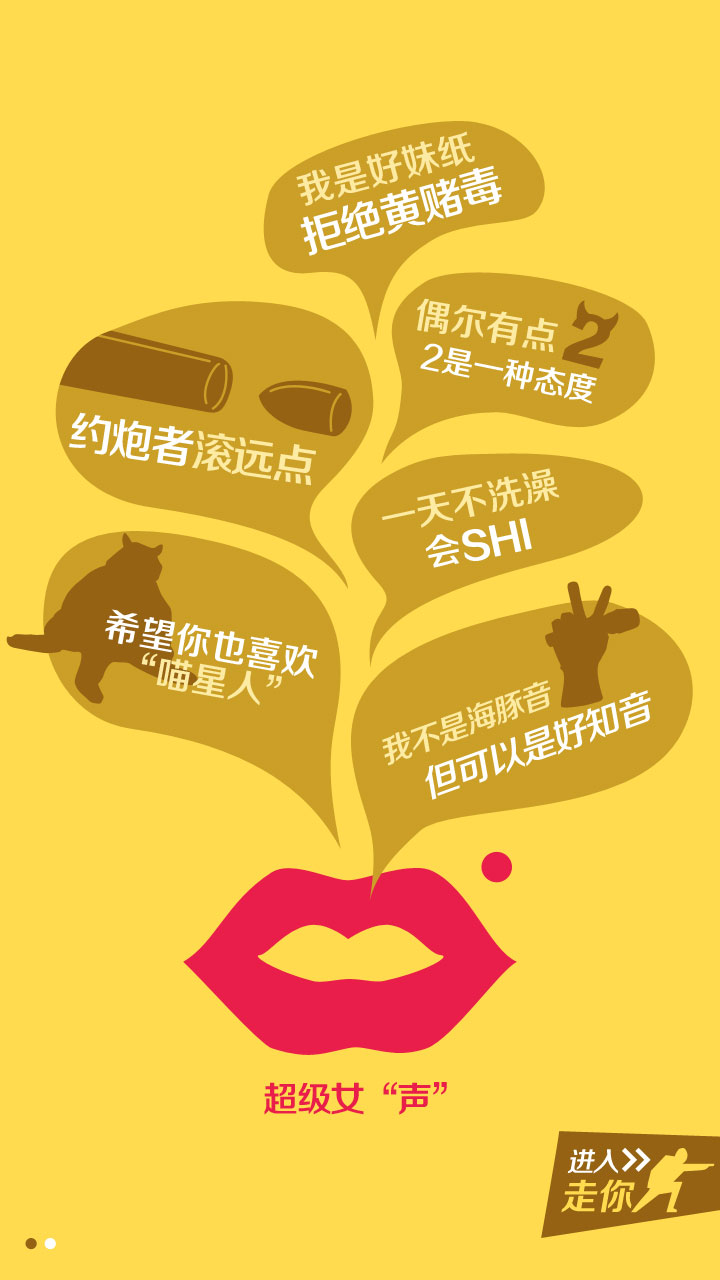 我是好妹纸
拒绝黄赌毒
偶尔有点2
2是一种态度
约炮者滚远点
一天不洗澡
会SHI
希望你也喜欢
“喵星人”
我不是海豚音
但可以是好知音
超级女“声”
进入>>
走你